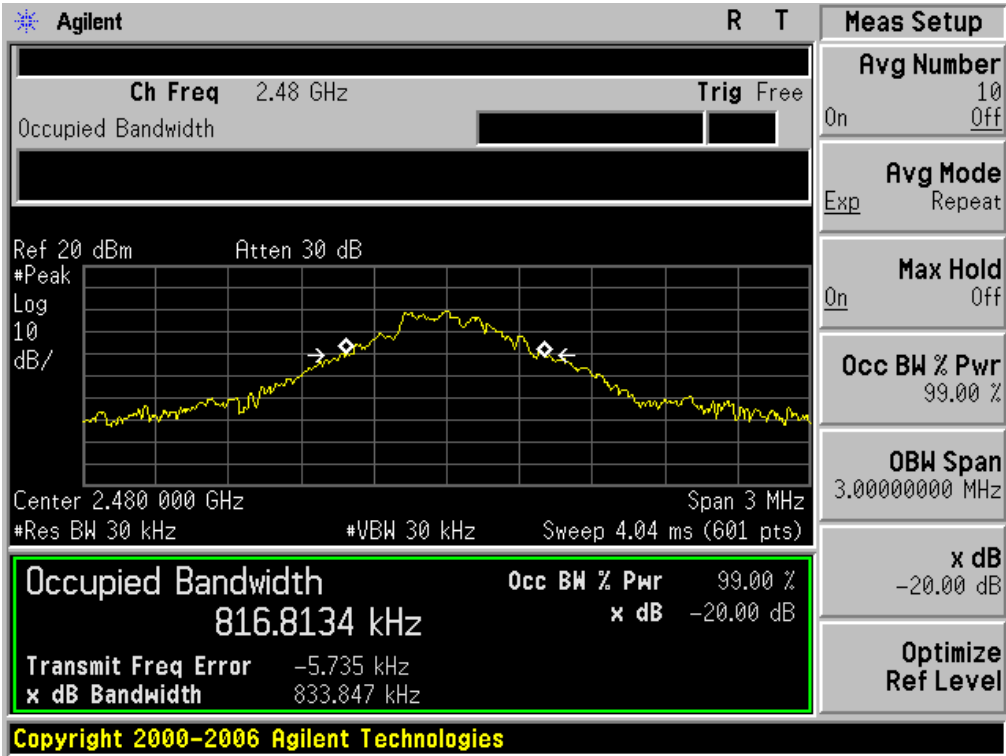 Agilent R T
Ch Freq 2.48 GHz Trig Free
Occupied Bandwidth
Ref 20 dBm Atten 30 dB
#Peak
Log
10
dB/
Center 2.480 000 GHz Span 3 MHz
#Res BW 30 kHz #VBW 30 kHz Sweep 4.04 ms (601 pts)
Occupied Bandwidth Occ BW % Pwr 99.00 %
816.8134 kHz x dB -20.00 dB
Transmit Freq Error -5.735 kHz
x dB Bandwidth 833.847 kHz
Copyright 2000-2006 Agilent Technologies
Meas Setup
Avg Number
10
On Off
Avg Mode
Exp Repeat
Max Hold
On Off
Occ BW % Pwr
99.00 %
OBW Span
3.00000000 MHz
x dB
-20.00 dB
Optimize
Ref Level